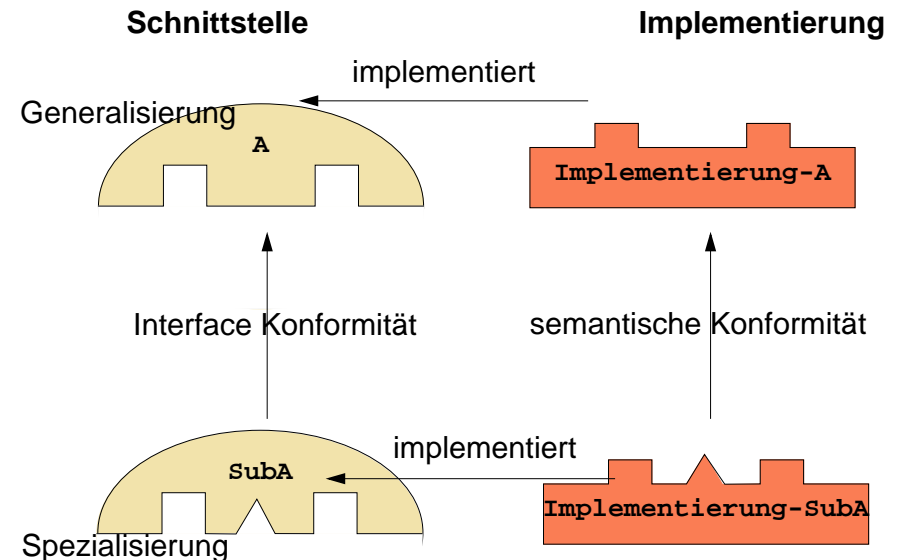 Schnittstelle
Implementierung
implementiert
Generalisierung
A
Implementierung-A
Interface Konformität
semantische Konformität
implementiert
SubA
Implementierung-SubA
Spezialisierung